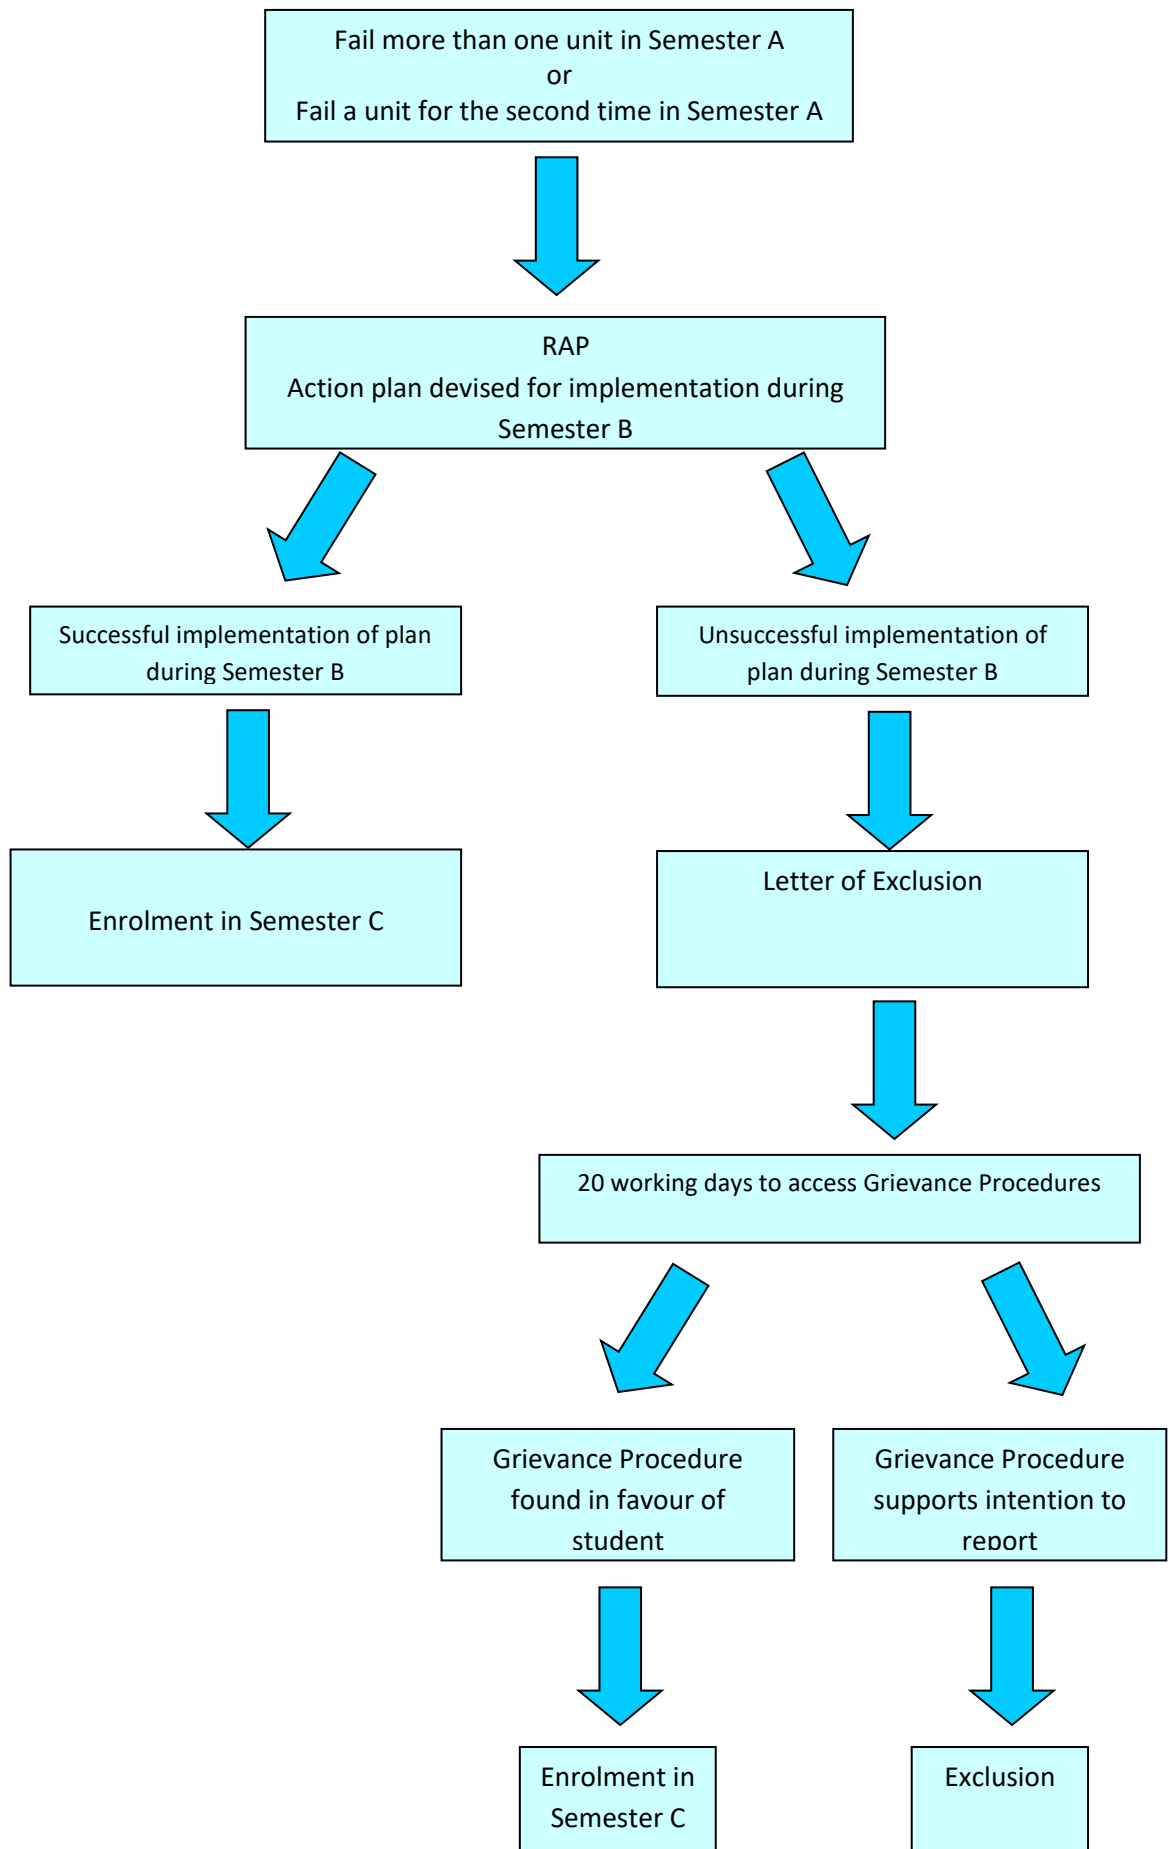 Fail more than one unit in Semester A
or
Fail a unit for the second time in Semester A
RAP
Action plan devised for implementation during
Semester B
Successful implementation of plan
during Semester B
Unsuccessful implementation of
plan during Semester B
Enrolment in Semester C
Letter of Exclusion
20 working days to access Grievance Procedures
Grievance Procedure
found in favour of
student
Grievance Procedure
supports intention to
report
Enrolment in
Semester C
Exclusion